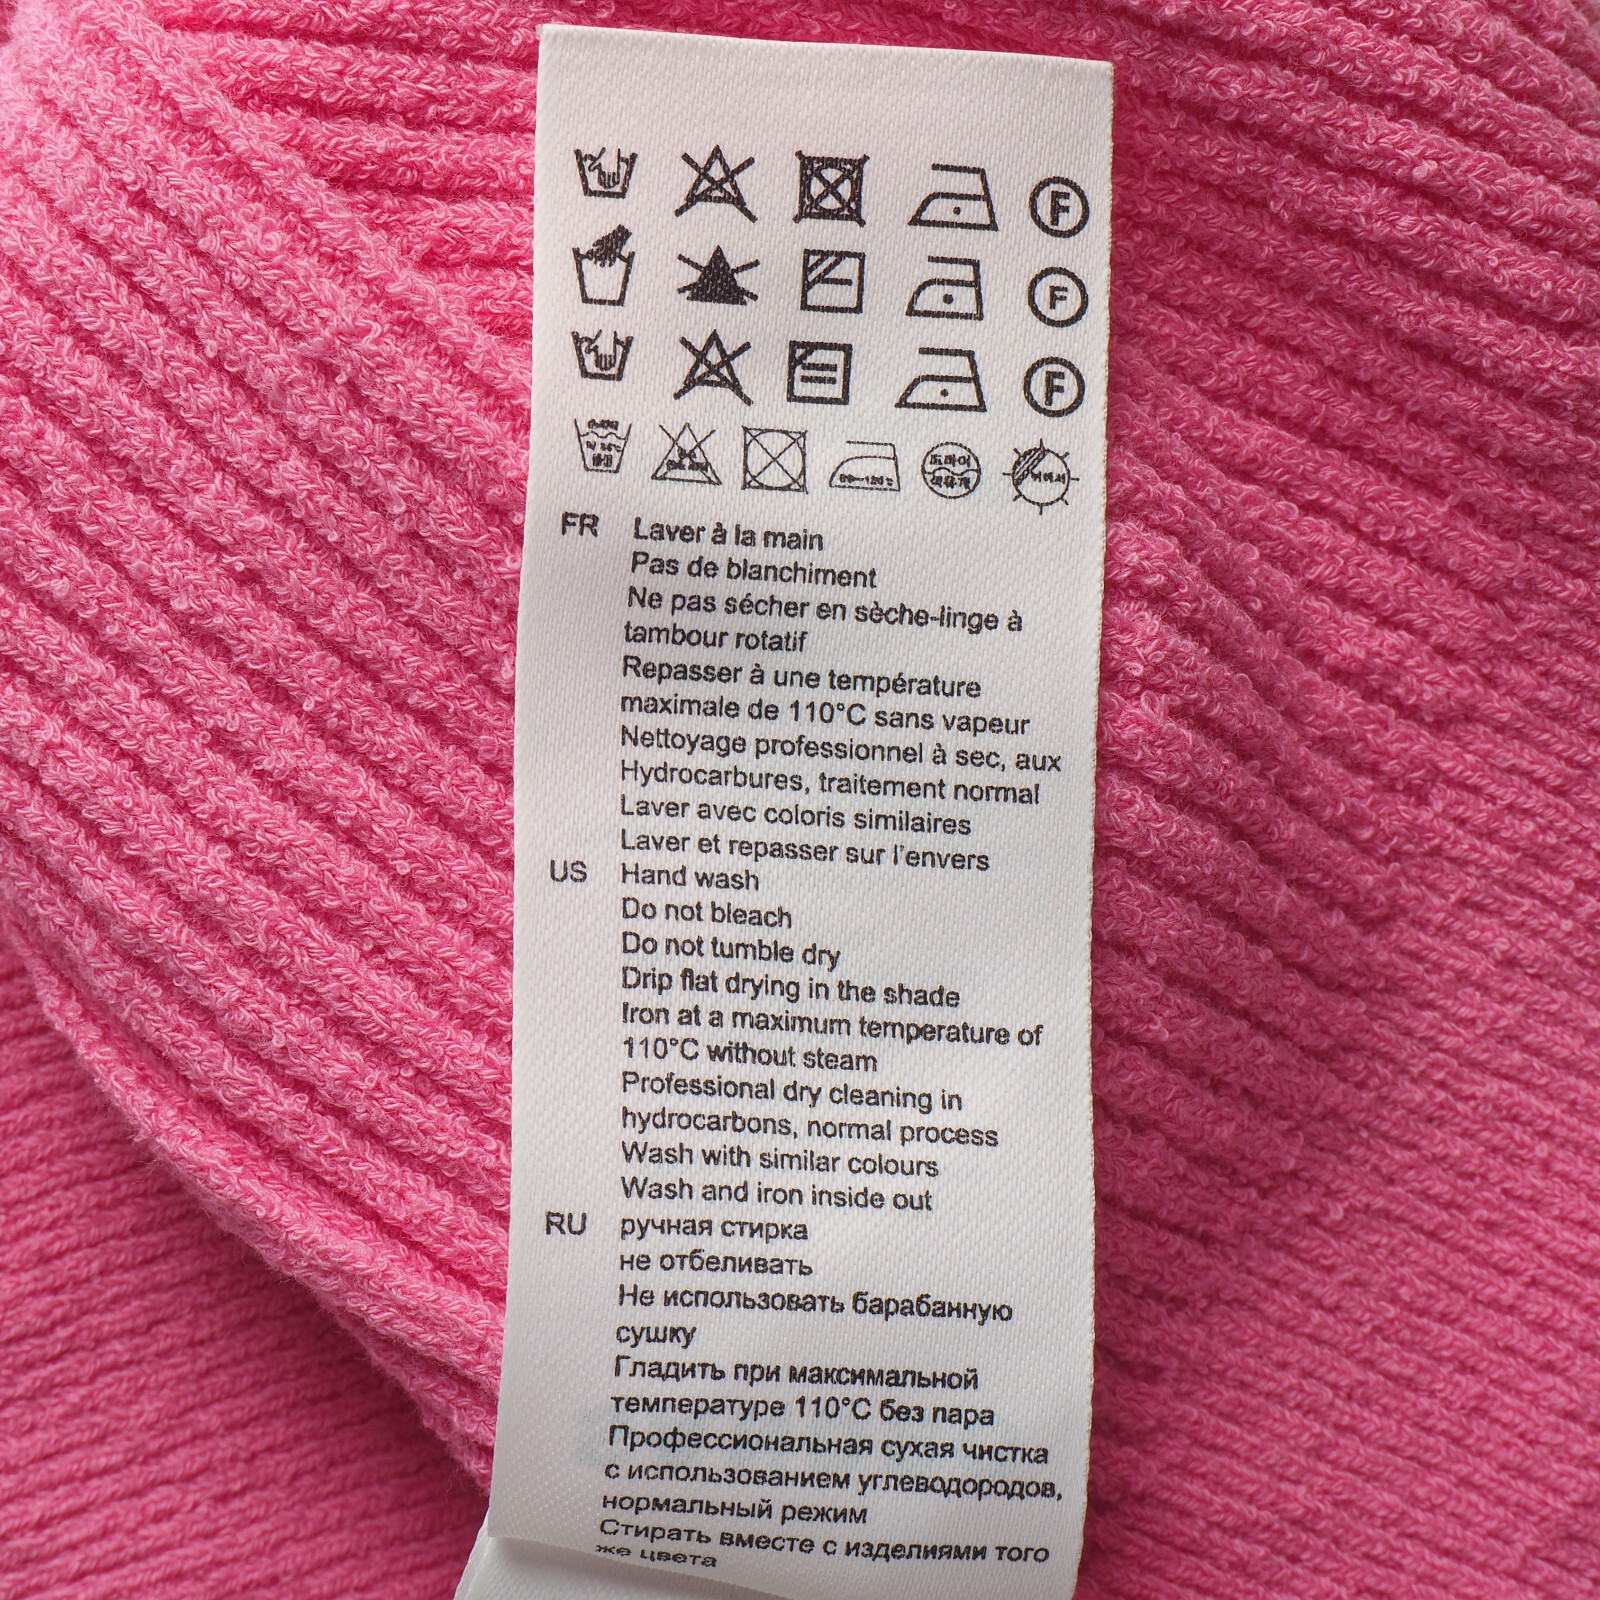 F
F
F
드라이
FR Laver à la main
Pas de blanchiment
Ne pas sécher en sèche-linge à
tambour rotatif
Repasser à une température
maximale de 110°C sans vapeur
Nettoyage professionnel à sec, aux
Hydrocarbures, traitement normal
Laver avec coloris similaires
Laver et repasser sur l'envers
US Hand wash
Do not bleach
Do not tumble dry
Drip flat drying in the shade
Iron at a maximum temperature of
110°C without steam
Professional dry cleaning in
hydrocarbons, normal process
Wash with similar colours
Wash and iron inside out
RU ручная стирка
не отбеливать
Не использовать барабанную
сушку
Гладить при максимальной
температуре 110°C без пара
Профессиональная сухая чистка
с использованием углеводородов,
нормальный режим
Стирать вместе с изделиями того
же цвета